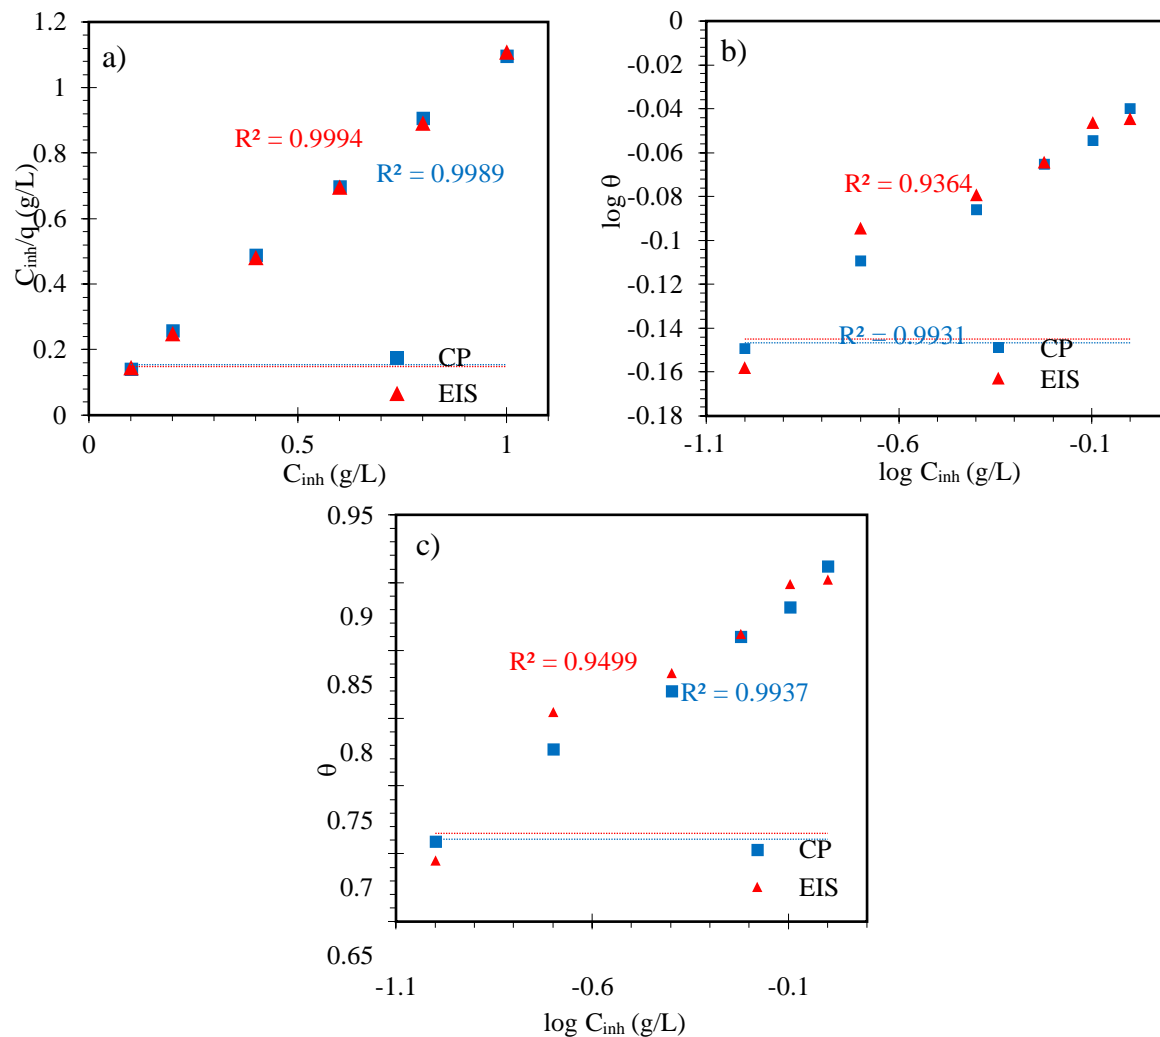 a)
1.2
1
0.8
0.6
0.4
0.2
0
C_inh/q (g/L)
R² = 0.9994
R² = 0.9989
CP
EIS
0
0.5
1
C_inh (g/L)
b)
0
-0.02
-0.04
-0.06
-0.08
-0.1
-0.12
-0.14
-0.16
-0.18
log θ
R² = 0.9364
R² = 0.9931
CP
EIS
-1.1
-0.6
-0.1
log C_inh (g/L)
c)
0.95
0.9
0.85
0.8
0.75
0.7
0.65
θ
R² = 0.9499
R² = 0.9937
CP
EIS
-1.1
-0.6
-0.1
log C_inh (g/L)